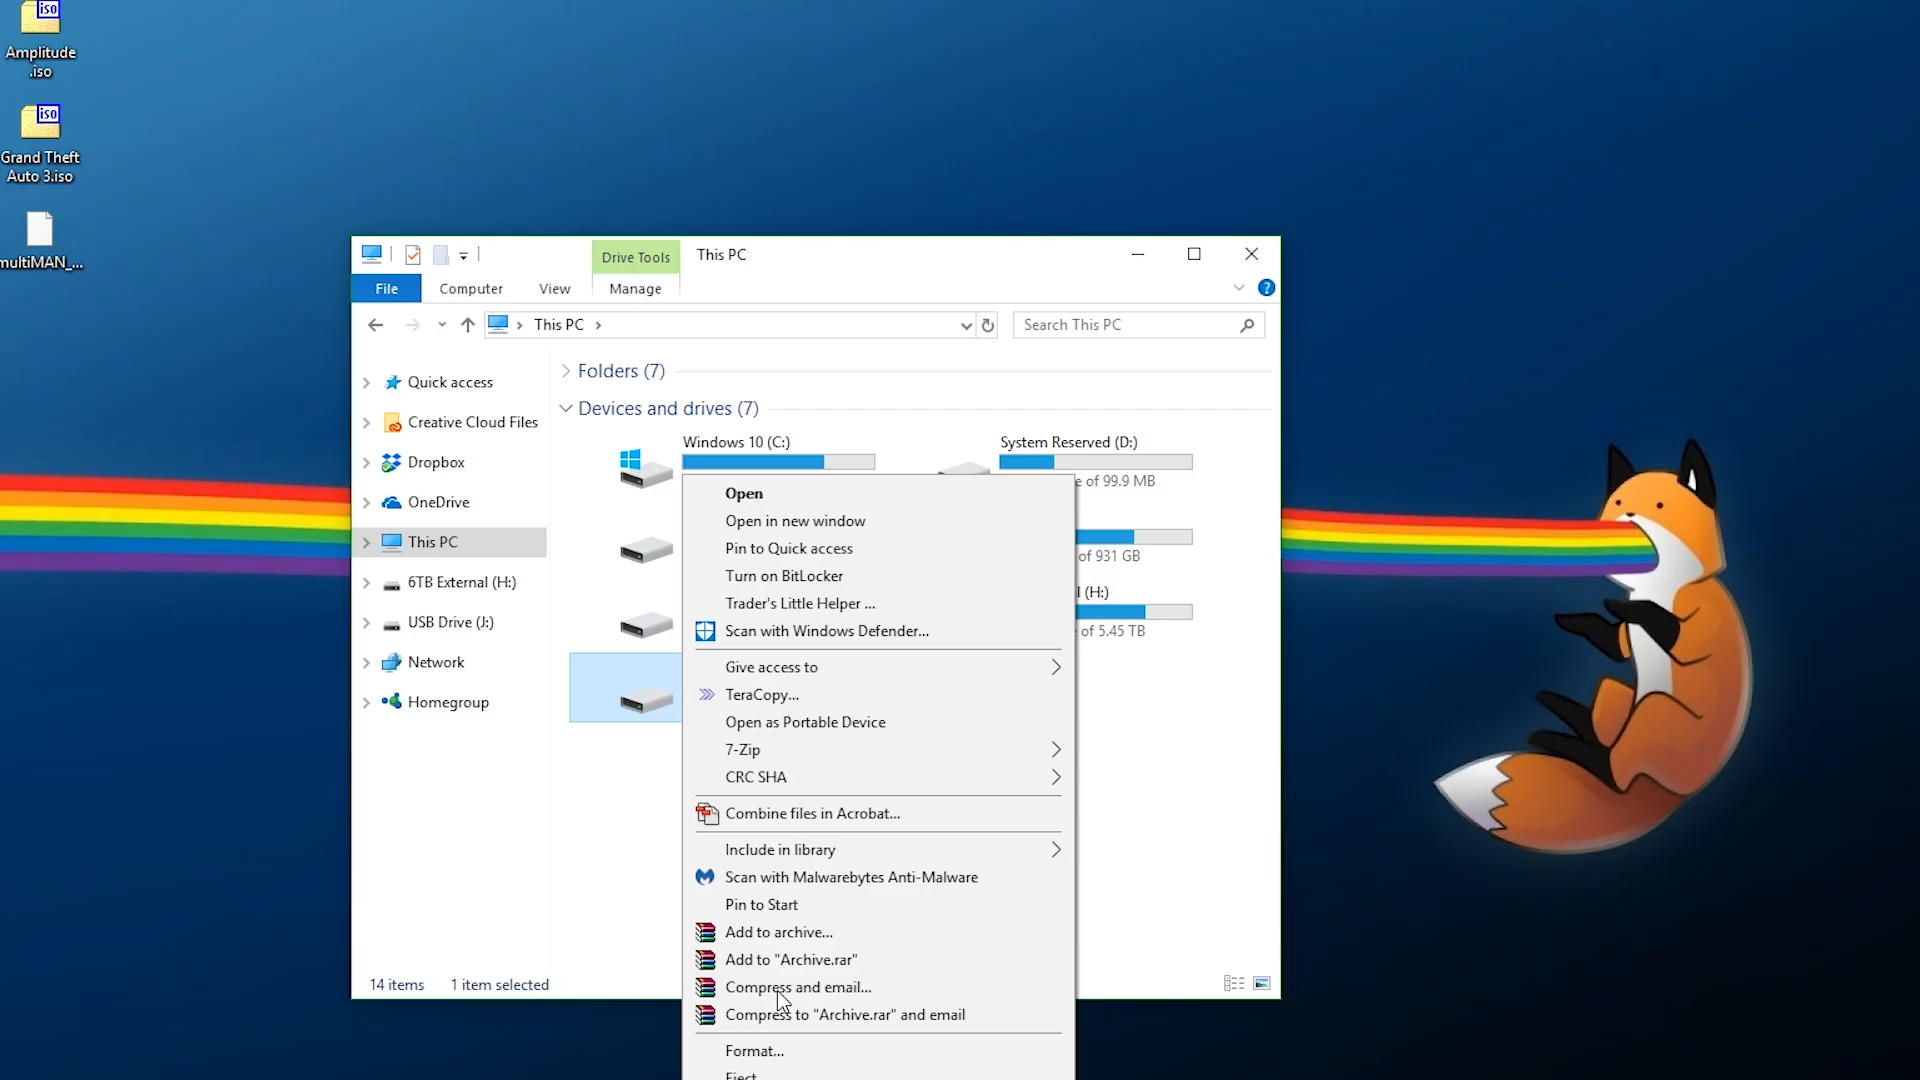 iso
Amplitude
.iso
iso
Grand Theft
Auto 3.iso
multiMAN_...
Drive Tools
This PC
File
Computer
View
Manage
?
This PC
Search This PC
Quick access
Creative Cloud Files
Dropbox
OneDrive
This PC
6TB External (H:)
USB Drive (J:)
Network
Homegroup
Folders (7)
Devices and drives (7)
Windows 10 (C:)
System Reserved (D:)
of 99.9 MB
of 931 GB
(H:)
of 5.45 TB
Open
Open in new window
Pin to Quick access
Turn on BitLocker
Trader's Little Helper ...
Scan with Windows Defender...
Give access to
TeraCopy...
Open as Portable Device
7-Zip
CRC SHA
Combine files in Acrobat...
Include in library
Scan with Malwarebytes Anti-Malware
Pin to Start
Add to archive...
Add to "Archive.rar"
Compress and email...
Compress to "Archive.rar" and email
Format...
Eject
14 items
1 item selected